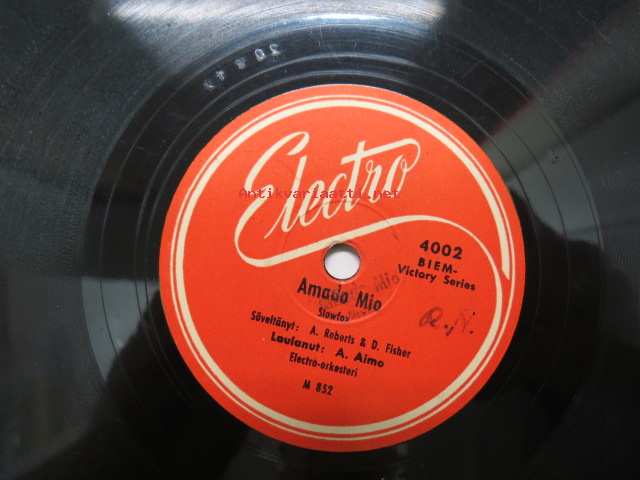 Electro
Antikvariaatti.net
4002
BIEM-
Victory Series
Amado Mio
Slowfox
Säveltänyt: A. Roberts & D. Fisher
Laulanut: A. Aimo
Electro-orkesteri
M 852